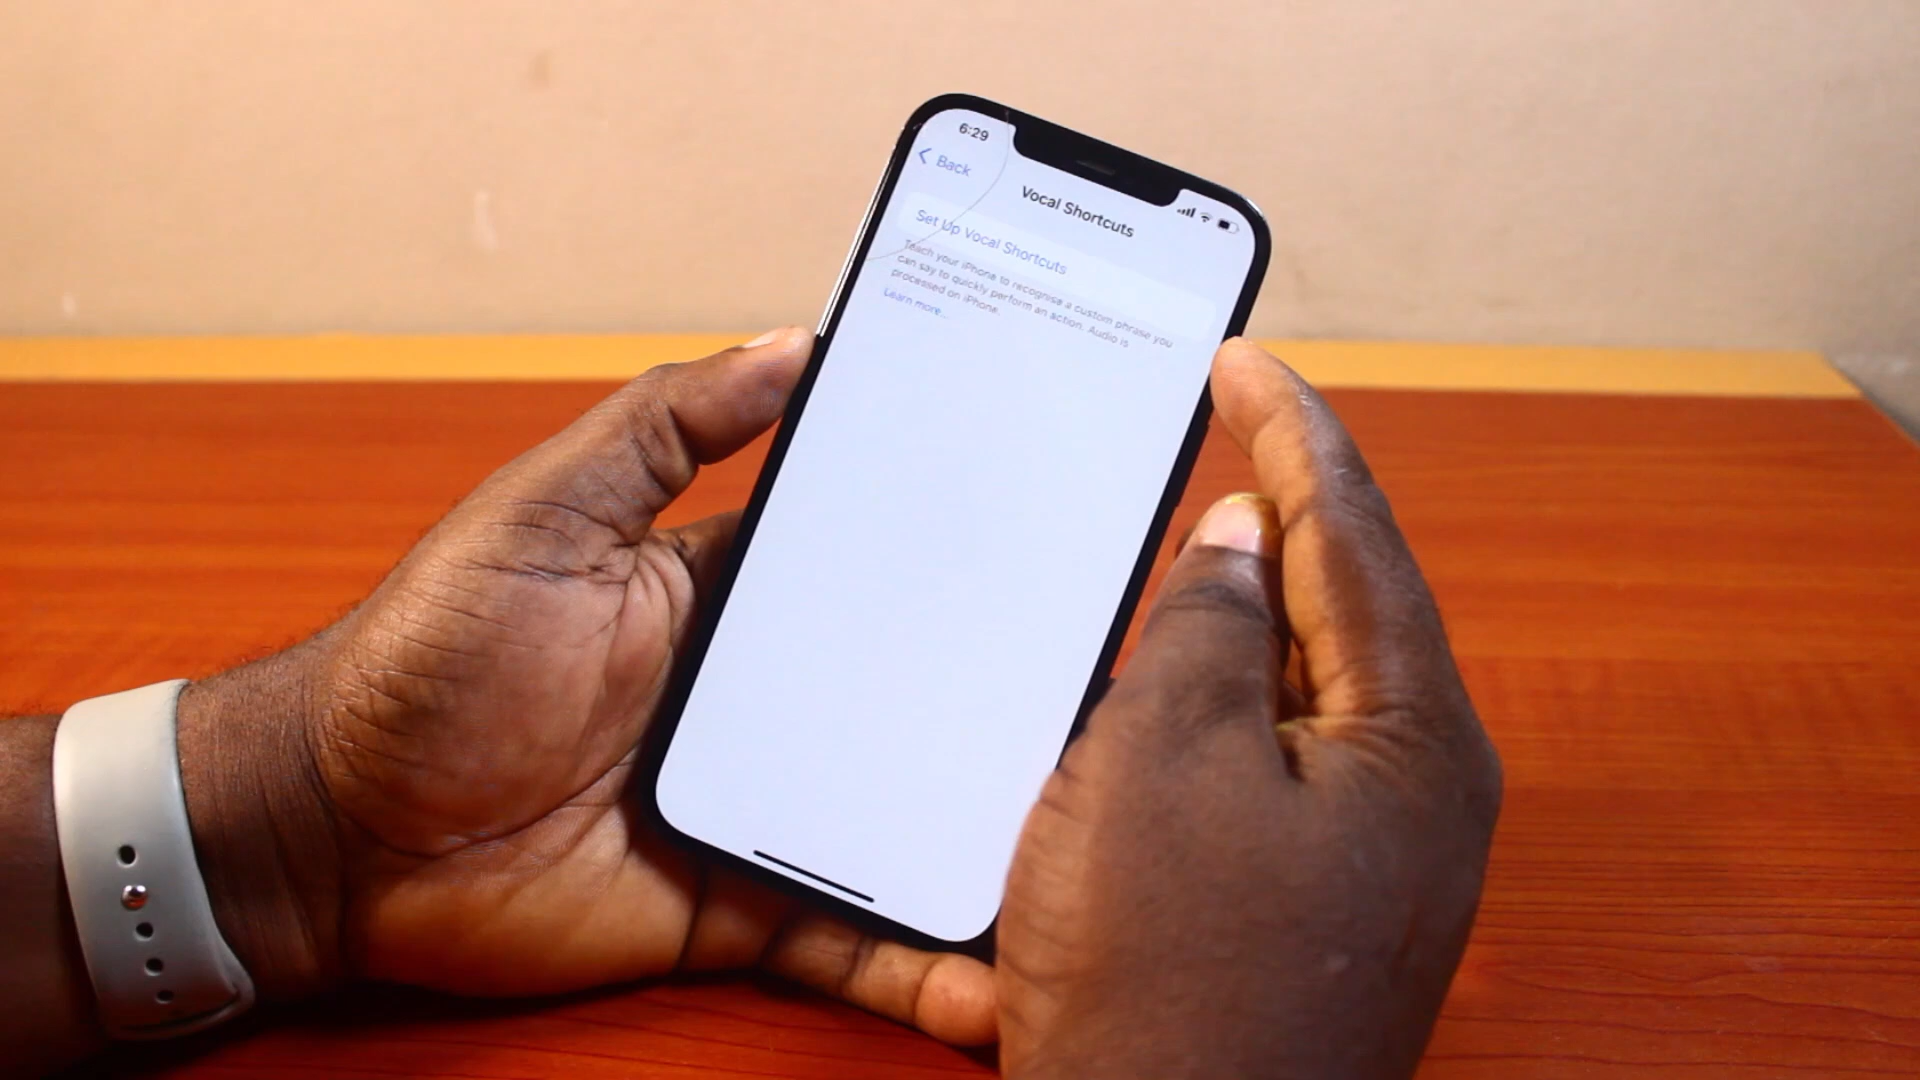 6:29
Back
Vocal Shortcuts
Set Up Vocal Shortcuts
Teach your iPhone to recognise a custom phrase you
can say to quickly perform an action. Audio is
processed on iPhone.
Learn more...